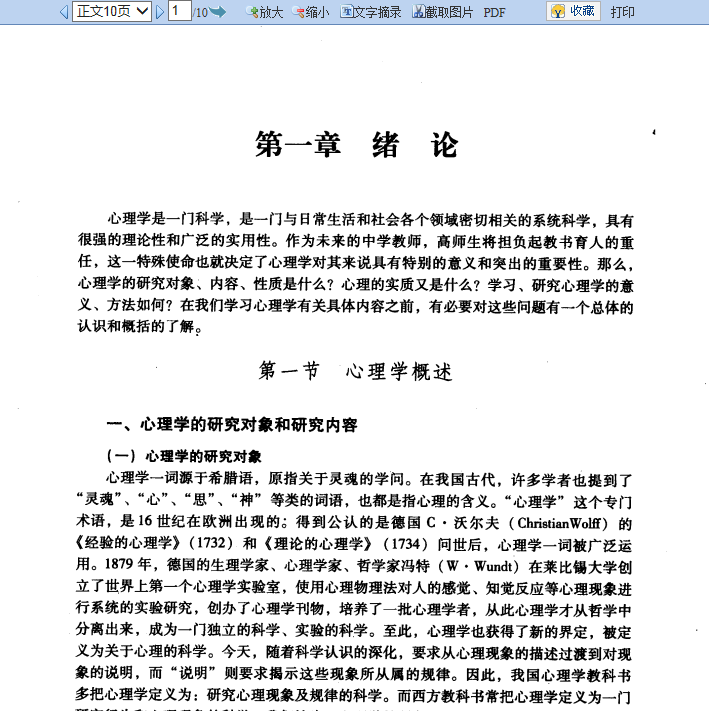 正文10页 1 /10 放大 缩小 文字摘录 截取图片 PDF 收藏 打印
第一章 绪 论
心理学是一门科学，是一门与日常生活和社会各个领域密切相关的系统科学，具有
很强的理论性和广泛的实用性。作为未来的中学教师，高师生将担负起教书育人的重
任，这一特殊使命也就决定了心理学对其来说具有特别的意义和突出的重要性。那么，
心理学的研究对象、内容、性质是什么？心理的实质又是什么？学习、研究心理学的意
义、方法如何？在我们学习心理学有关具体内容之前，有必要对这些问题有一个总体的
认识和概括的了解。
第一节 心理学概述
一、心理学的研究对象和研究内容
（一）心理学的研究对象
心理学一词源于希腊语，原指关于灵魂的学问。在我国古代，许多学者也提到了
“灵魂”、“心”、“思”、“神”等类的词语，也都是指心理的含义。“心理学”这个专门
术语，是16世纪在欧洲出现的。得到公认的是德国C·沃尔夫（ChristianWolff）的
《经验的心理学》（1732）和《理论的心理学》（1734）问世后，心理学一词被广泛运
用。1879年，德国的生理学家、心理学家、哲学家冯特（W·Wundt）在莱比锡大学创
立了世界上第一个心理学实验室，使用心理物理法对人的感觉、知觉反应等心理现象进
行系统的实验研究，创办了心理学刊物，培养了一批心理学者，从此心理学才从哲学中
分离出来，成为一门独立的科学、实验的科学。至此，心理学也获得了新的界定，被定
义为关于心理的科学。今天，随着科学认识的深化，要求从心理现象的描述过渡到对现
象的说明，而“说明”则要求揭示这些现象所从属的规律。因此，我国心理学教科书
多把心理学定义为：研究心理现象及规律的科学。而西方教科书常把心理学定义为一门